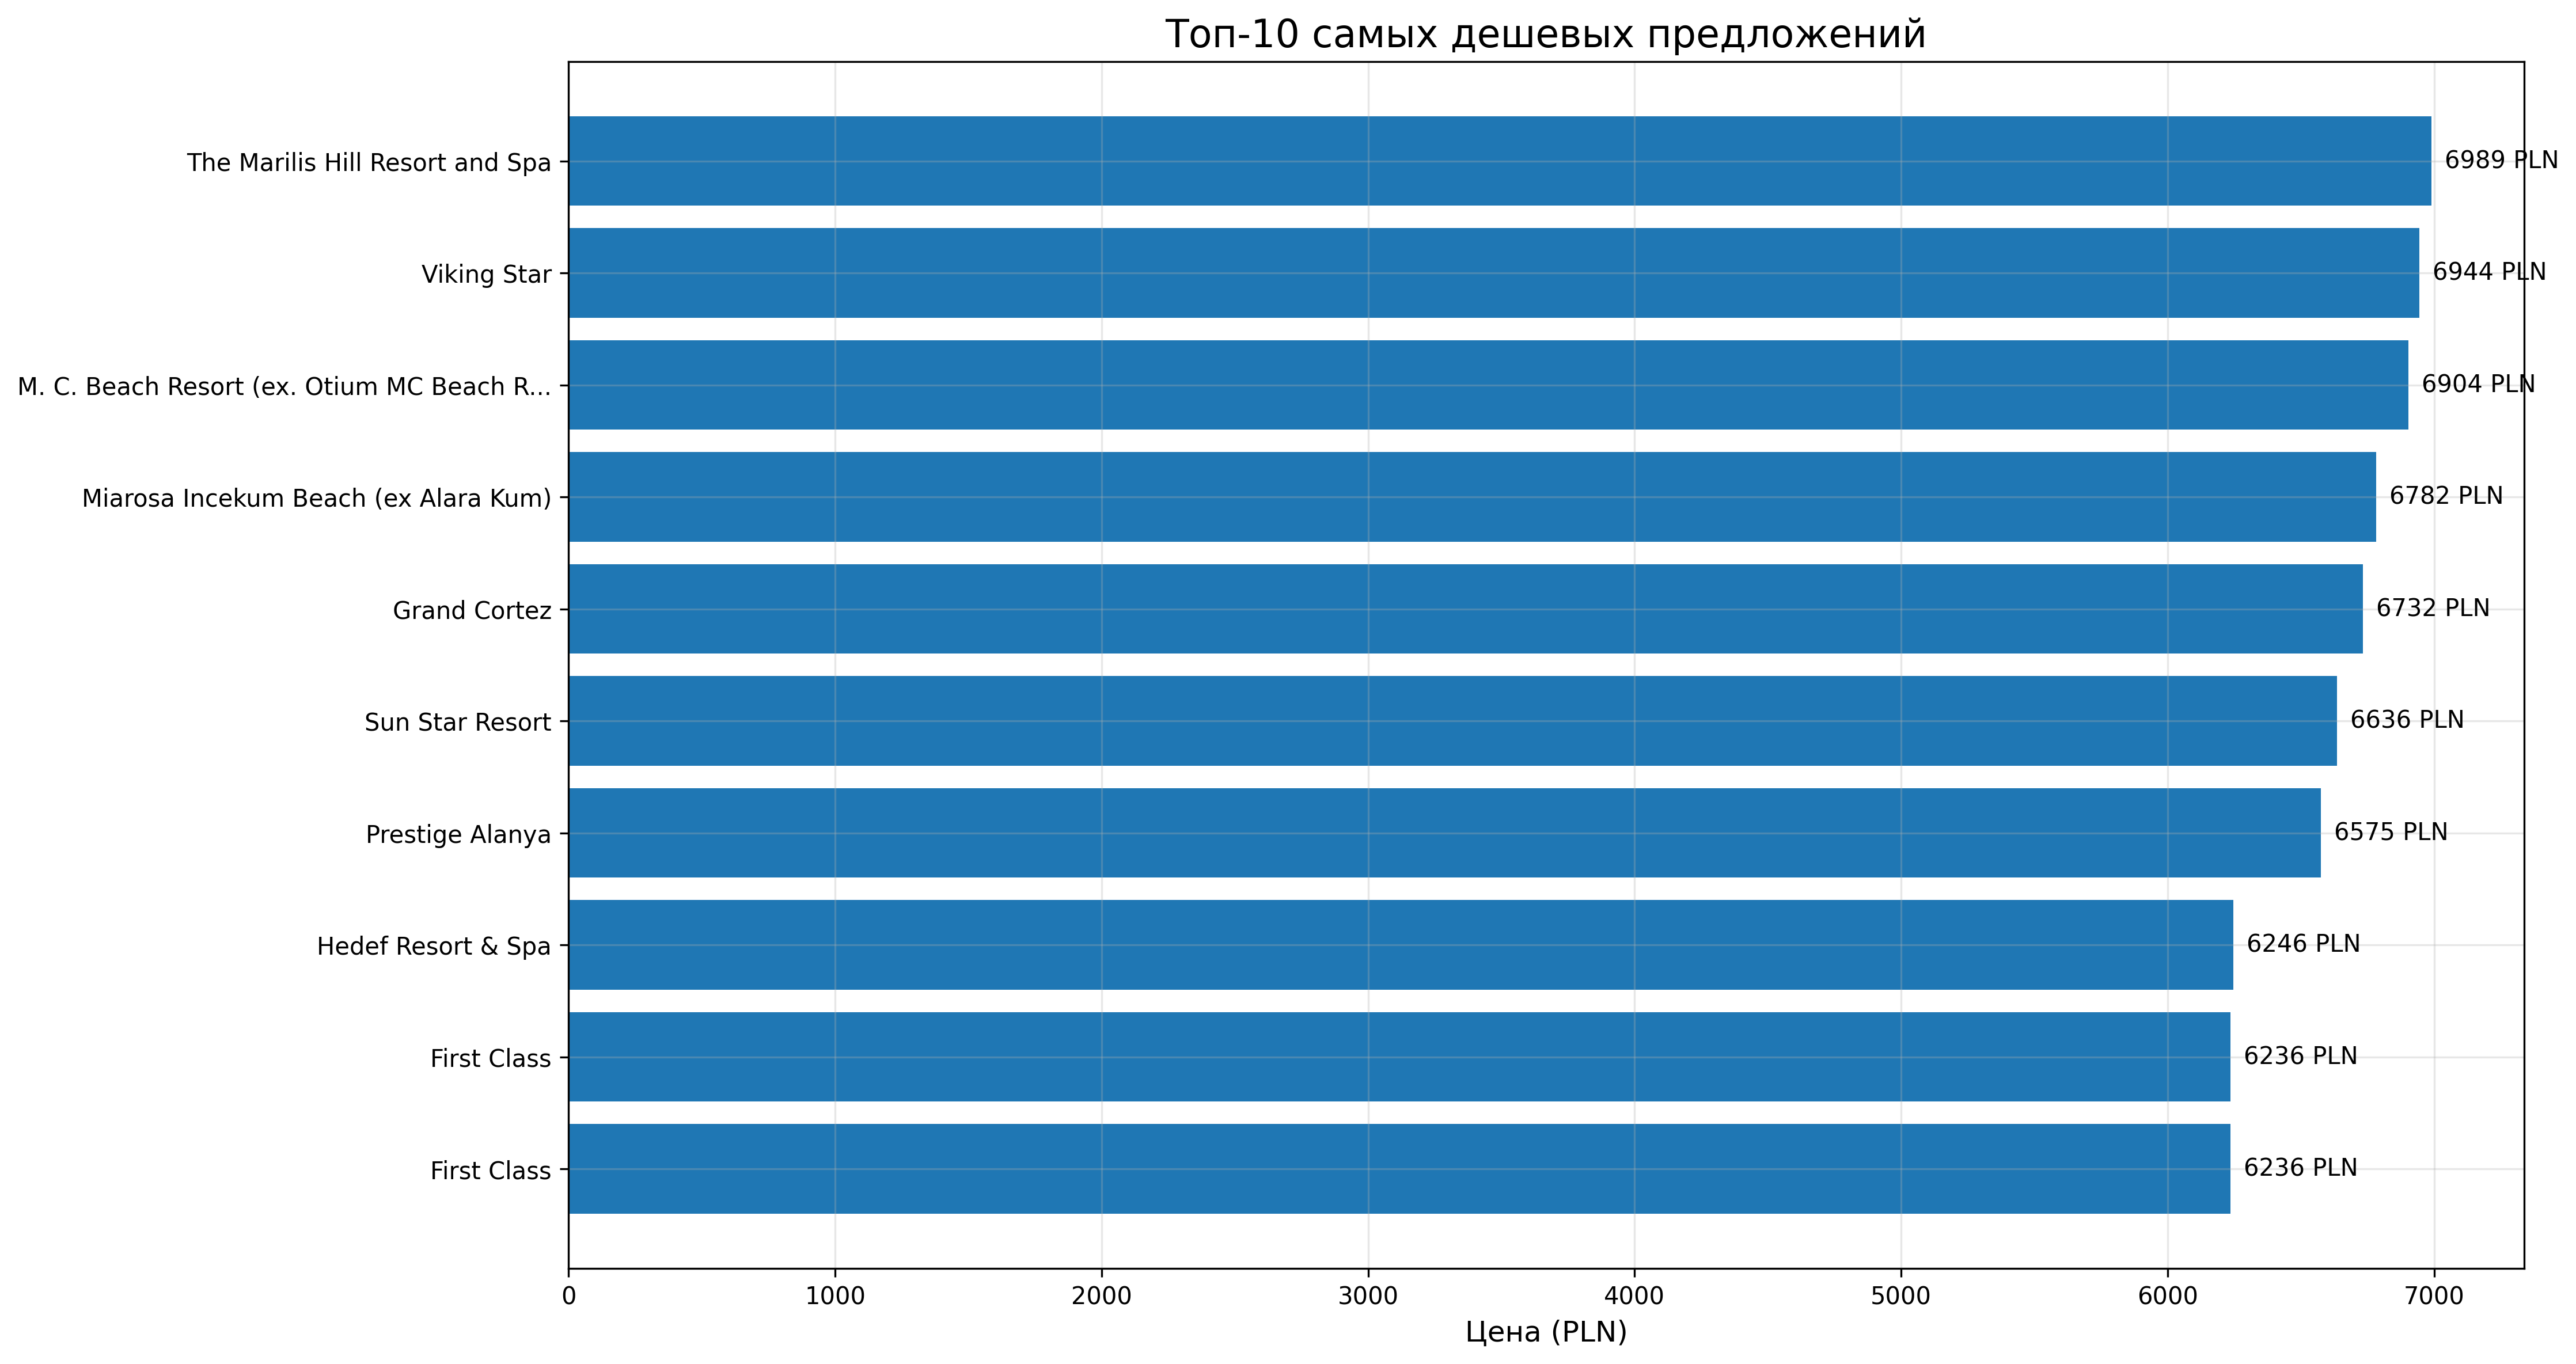 Топ-10 самых дешевых предложений
The Marilis Hill Resort and Spa 6989 PLN
Viking Star 6944 PLN
M. C. Beach Resort (ex. Otium MC Beach R... 6904 PLN
Miarosa Incekum Beach (ex Alara Kum) 6782 PLN
Grand Cortez 6732 PLN
Sun Star Resort 6636 PLN
Prestige Alanya 6575 PLN
Hedef Resort & Spa 6246 PLN
First Class 6236 PLN
First Class 6236 PLN
0 1000 2000 3000 4000 5000 6000 7000
Цена (PLN)